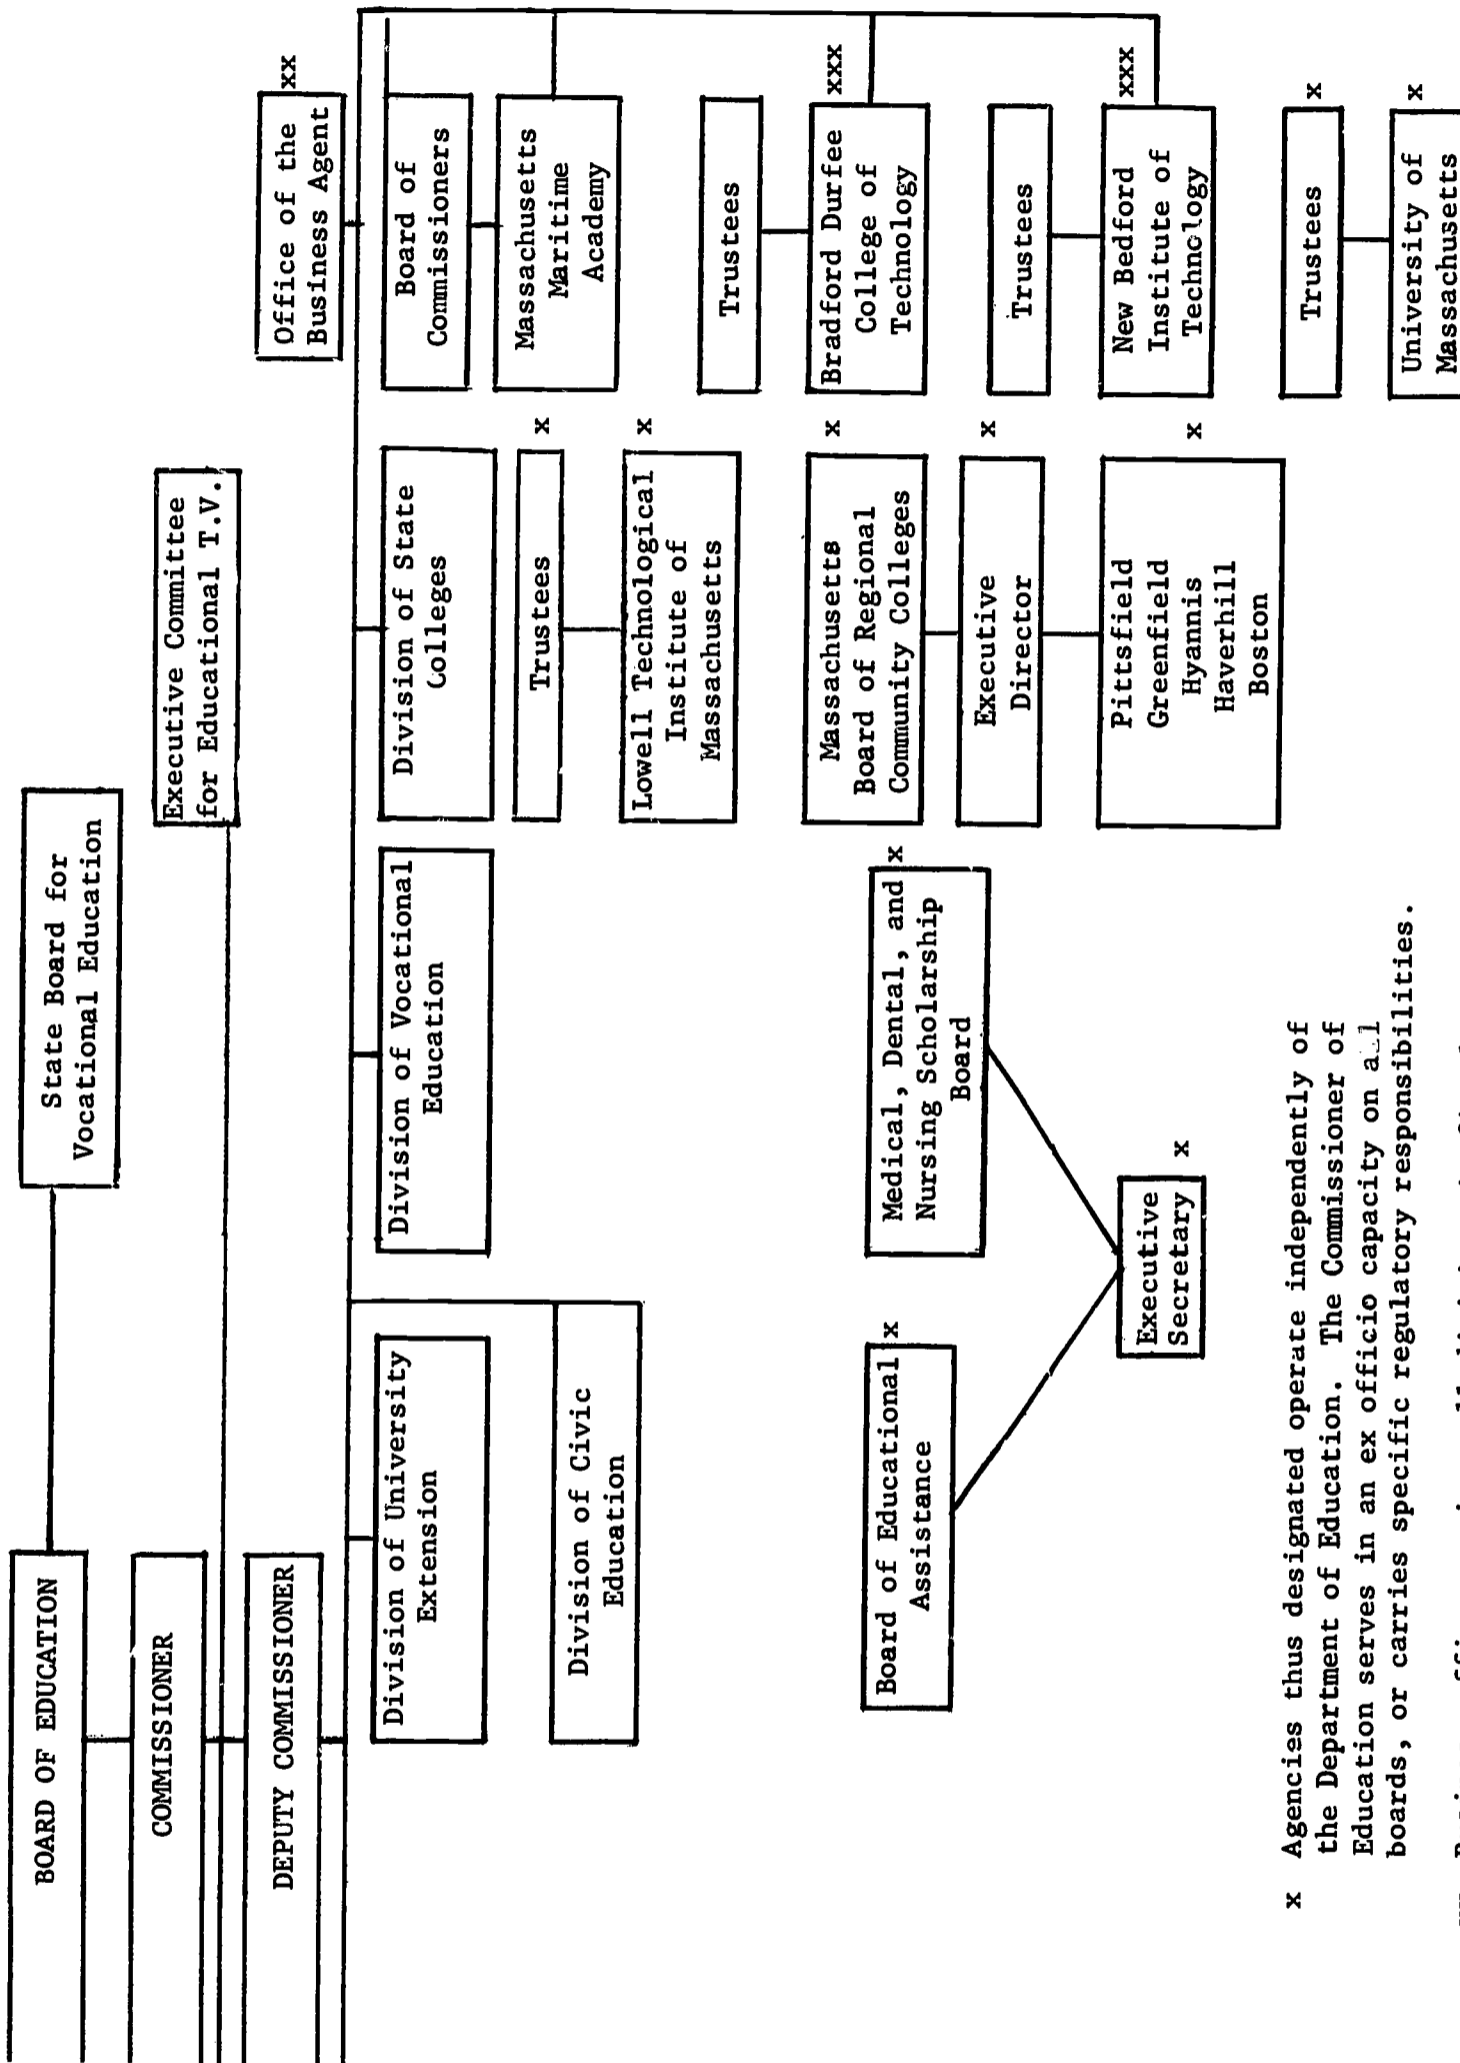 State Board for
Vocational Education
BOARD OF EDUCATION
COMMISSIONER
Executive Committee
for Educational T.V.
DEPUTY COMMISSIONER
Office of the
Business Agent
xx
Division of University
Extension
Division of Civic
Education
Division of Vocational
Education
Division of State
Colleges
Trustees
x
Lowell Technological
Institute of
Massachusetts
x
Board of
Commissioners
Massachusetts
Maritime
Academy
Trustees
Bradford Durfee
College of
Technology
xxx
Trustees
New Bedford
Institute of
Technology
xxx
Trustees
x
University of
Massachusetts
x
Massachusetts
Board of Regional
Community Colleges
x
Executive
Director
x
Pittsfield
Greenfield
Hyannis
Haverhill
Boston
x
Board of Educational
Assistance
x
Medical, Dental, and
Nursing Scholarship
Board
x
Executive
Secretary
x
x Agencies thus designated operate independently of
the Department of Education. The Commissioner of
Education serves in an ex officio capacity on all
boards, or carries specific regulatory responsibilities.